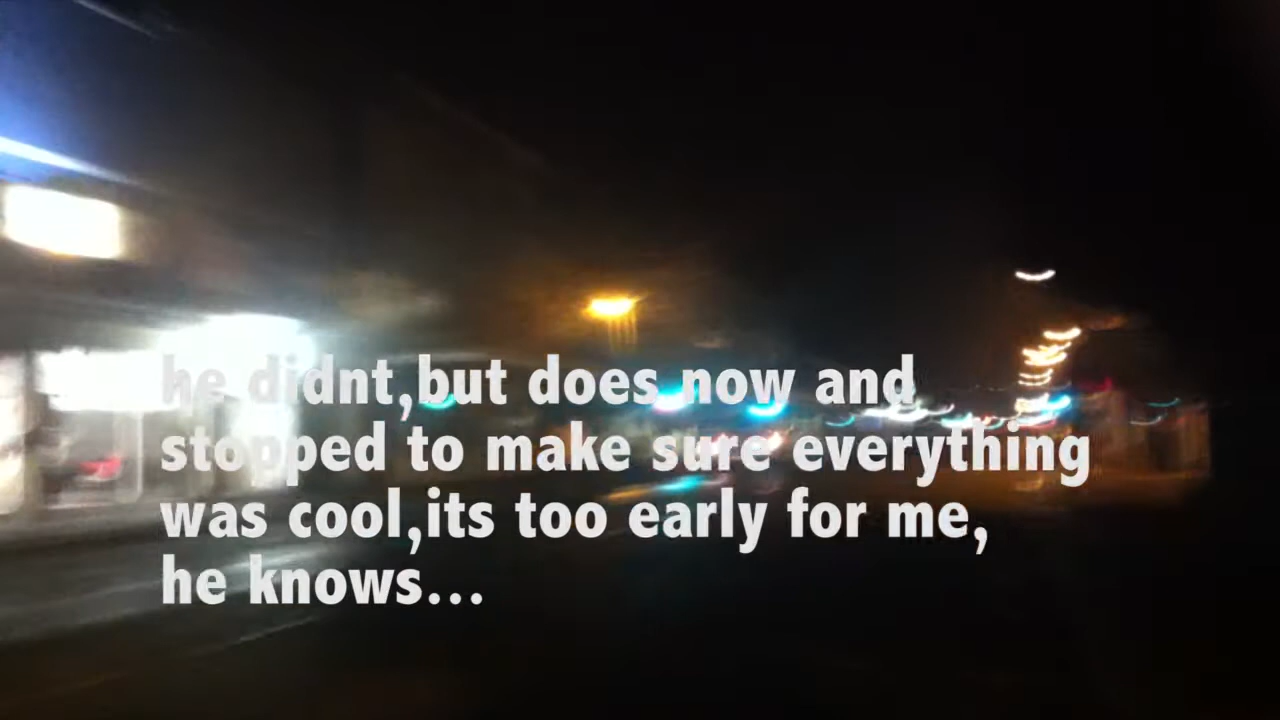 he didnt,but does now and
stopped to make sure everything
was cool,its too early for me,
he knows...